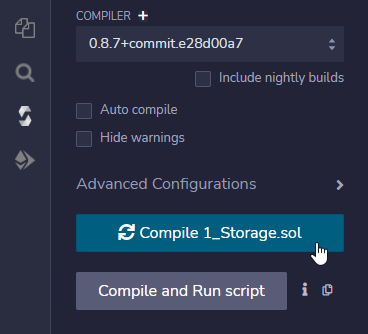 COMPILER +
0.8.7+commit.e28d00a7
Include nightly builds
Auto compile
Hide warnings
Advanced Configurations
Compile 1_Storage.sol
Compile and Run script